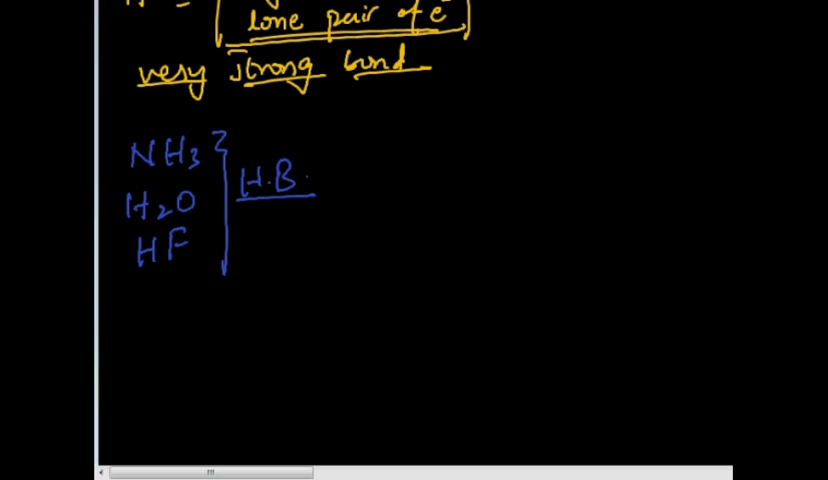 lone pair of e⁻
very strong bond
NH₃
H.B.
H₂O
HF